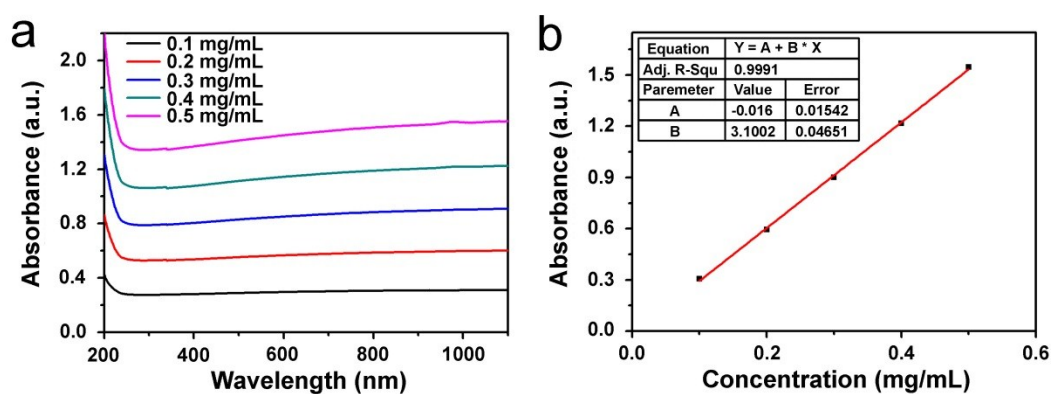 a
0.1 mg/mL
0.2 mg/mL
0.3 mg/mL
0.4 mg/mL
0.5 mg/mL
2.0
1.6
1.2
0.8
0.4
0.0
Absorbance (a.u.)
200 400 600 800 1000
Wavelength (nm)
b
Equation Y = A + B * X
Adj. R-Squ 0.9991
Paremeter Value Error
A -0.016 0.01542
B 3.1002 0.04651
1.5
1.2
0.9
0.6
0.3
0.0
Absorbance (a.u.)
0.0 0.2 0.4 0.6
Concentration (mg/mL)